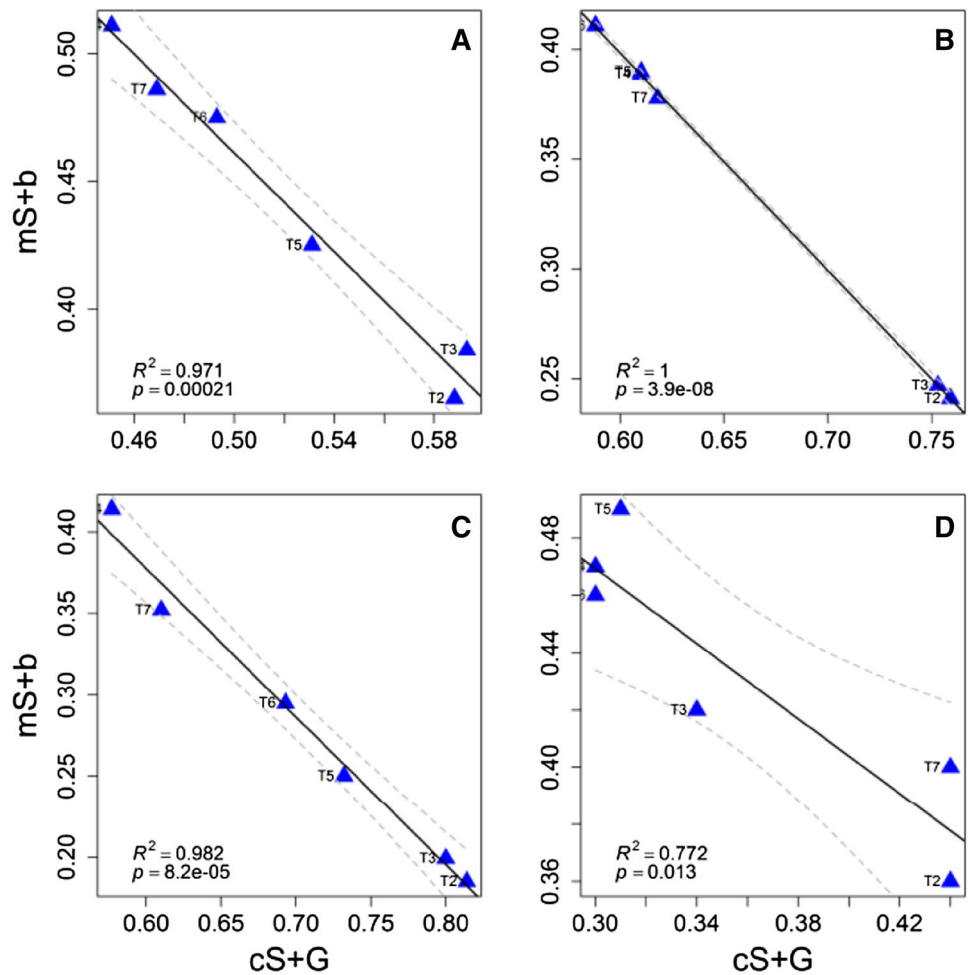 A
mS+b
0.50
0.45
0.40
T7
T6
T5
T3
T2
R² = 0.971
p = 0.00021
0.46 0.50 0.54 0.58
B
0.40
0.35
0.30
0.25
T5
T7
T3
T2
R² = 1
p = 3.9e-08
0.60 0.65 0.70 0.75
C
mS+b
0.40
0.35
0.30
0.25
0.20
T7
T6
T5
T3
T2
R² = 0.982
p = 8.2e-05
0.60 0.65 0.70 0.75 0.80
cS+G
D
0.48
0.44
0.40
0.36
T5
T3
T7
T2
R² = 0.772
p = 0.013
0.30 0.34 0.38 0.42
cS+G